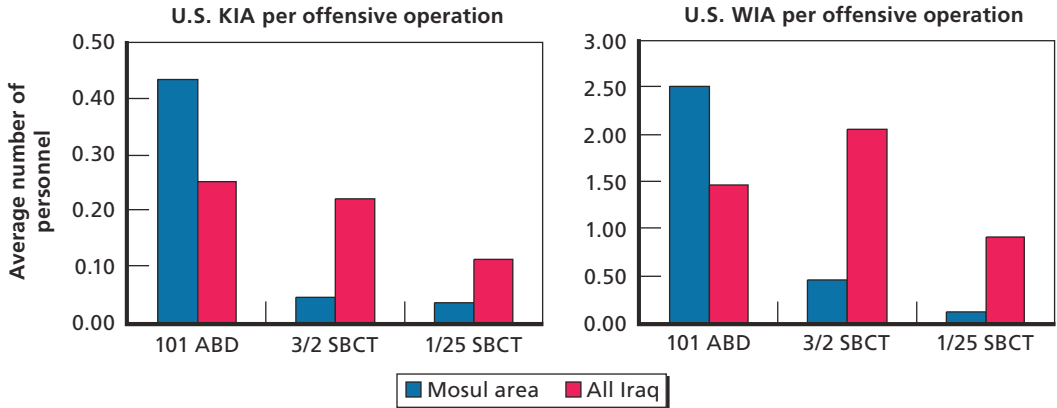 U.S. KIA per offensive operation
Average number of
personnel
0.50
0.40
0.30
0.20
0.10
0.00
101 ABD 3/2 SBCT 1/25 SBCT
U.S. WIA per offensive operation
3.00
2.50
2.00
1.50
1.00
0.50
0.00
101 ABD 3/2 SBCT 1/25 SBCT
Mosul area All Iraq